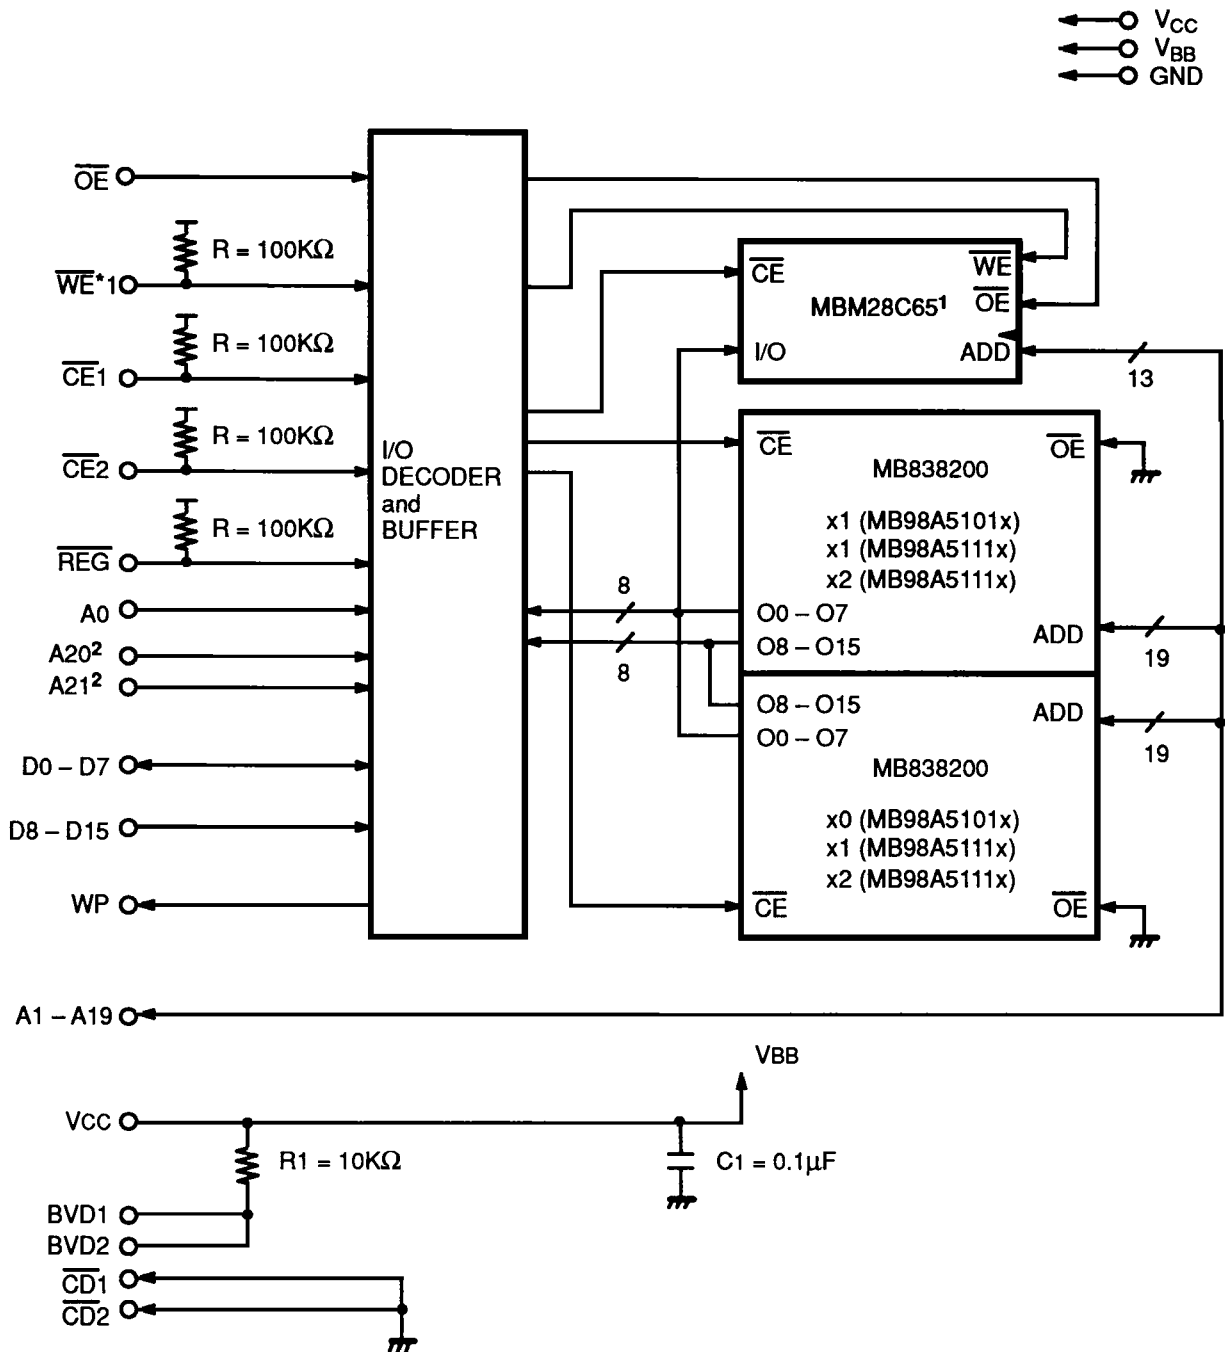 VCC
VBB
GND
OE
WE*1
R = 100KΩ
CE1
R = 100KΩ
CE2
R = 100KΩ
REG
R = 100KΩ
A0
A20²
A21²
D0 – D7
D8 – D15
WP
A1 – A19
I/O
DECODER
and
BUFFER
CE
WE
MBM28C65¹
OE
I/O
ADD
13
CE
OE
MB838200
x1 (MB98A5101x)
x1 (MB98A5111x)
x2 (MB98A5111x)
8
O0 – O7
ADD
19
O8 – O15
8
O8 – O15
ADD
19
O0 – O7
MB838200
x0 (MB98A5101x)
x1 (MB98A5111x)
x2 (MB98A5111x)
CE
OE
VBB
VCC
R1 = 10KΩ
C1 = 0.1µF
BVD1
BVD2
CD1
CD2